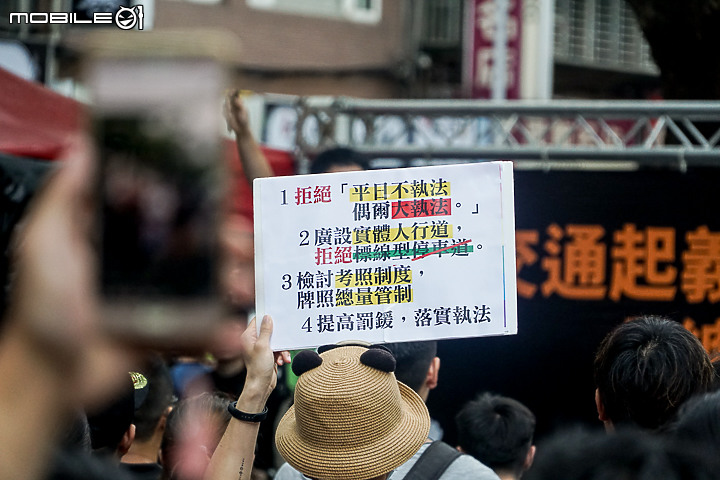 MOBILE01
1 拒絕「平日不執法
偶爾大執法。」
2 廣設實體人行道，
拒絕標線型停車道。
3 檢討考照制度，
牌照總量管制
4 提高罰鍰，落實執法
交通起義